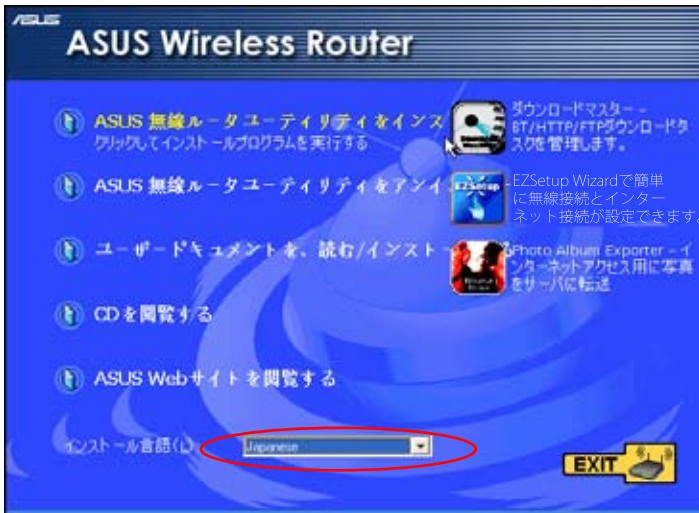 ASUS
ASUS Wireless Router
ASUS 無線ルータユーティリティをインス
クリックしてインストールプログラムを実行する
ASUS 無線ルータユーティリティをアンイ
ユーザードキュメントを、読む/インスト
CDを閲覧する
ASUS Webサイトを閲覧する
インストール言語(L)
Japanese
ダウンロードマスター -
BT/HTTP/FTPダウンロードタ
スクを管理します。
EZSetup
EZSetup Wizardで簡単
に無線接続とインター
ネット接続が設定できます。
Photo Album Exporter - イ
ンターネットアクセス用に写真
をサーバに転送
EXIT